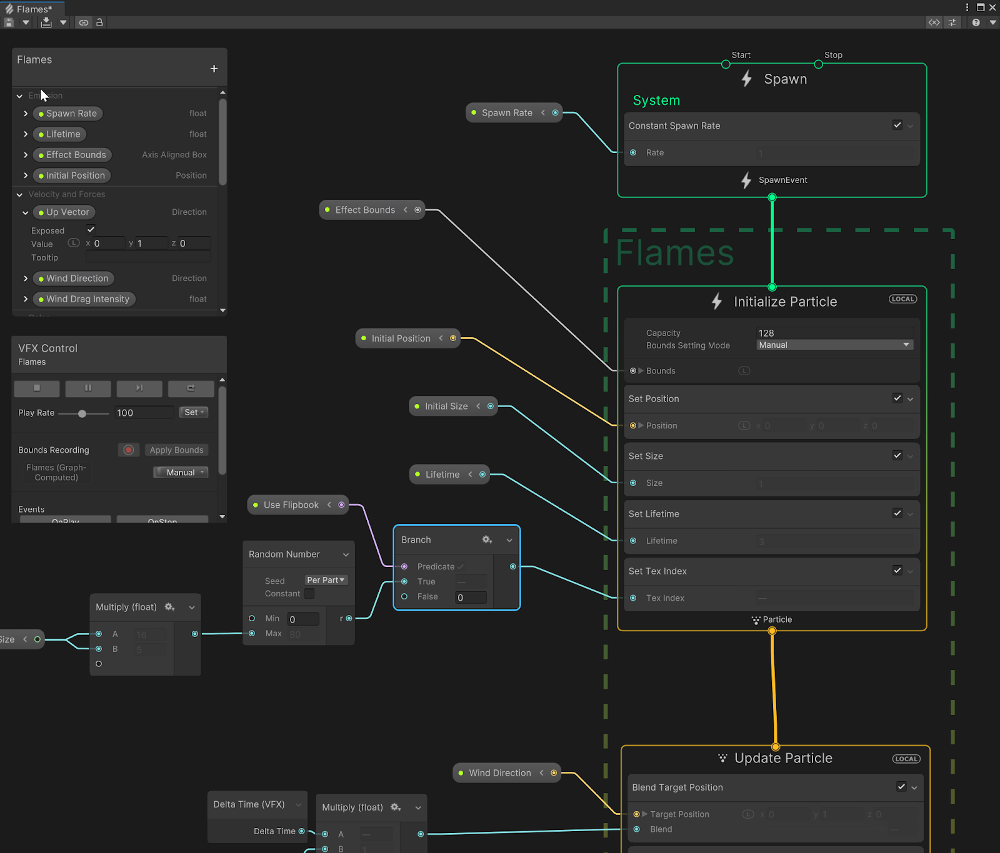 Flames*
Flames
+
Emission
Spawn Rate float
Lifetime float
Effect Bounds Axis Aligned Box
Initial Position Position
Velocity and Forces
Up Vector Direction
Exposed
Value L x 0 y 1 z 0
Tooltip
Wind Direction Direction
Wind Drag Intensity float
VFX Control
Flames
Play Rate 100 Set
Bounds Recording Apply Bounds
Flames (Graph-
Computed)
Manual
Events
OnPlay OnStop
Start Stop
Spawn
System
Constant Spawn Rate
Rate 1
SpawnEvent
Spawn Rate
Effect Bounds
Flames
Initialize Particle LOCAL
Capacity 128
Bounds Setting Mode Manual
Bounds L
Set Position
Position L x 0 y 0 z 0
Set Size
Size 1
Set Lifetime
Lifetime 3
Set Tex Index
Tex Index —
Particle
Initial Position
Initial Size
Lifetime
Use Flipbook
Branch
Predicate
True —
False 0
Random Number
Seed Per Part
Constant
Min 0 r
Max 80
Multiply (float)
A 16
B 5
Size
Update Particle LOCAL
Blend Target Position
Target Position L x 0 y 1 z 0
Blend —
Wind Direction
Delta Time (VFX)
Delta Time
Multiply (float)
A —
B 1